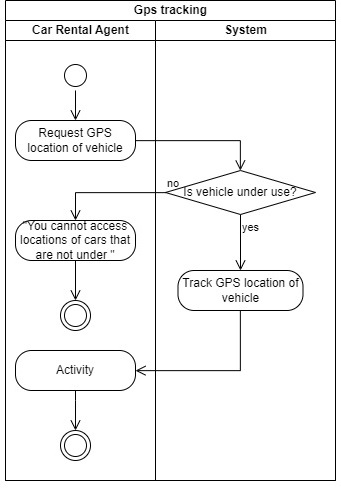 Gps tracking
Car Rental Agent
System
Request GPS
location of vehicle
no
Is vehicle under use?
"You cannot access
locations of cars that
are not under "
yes
Track GPS location of
vehicle
Activity